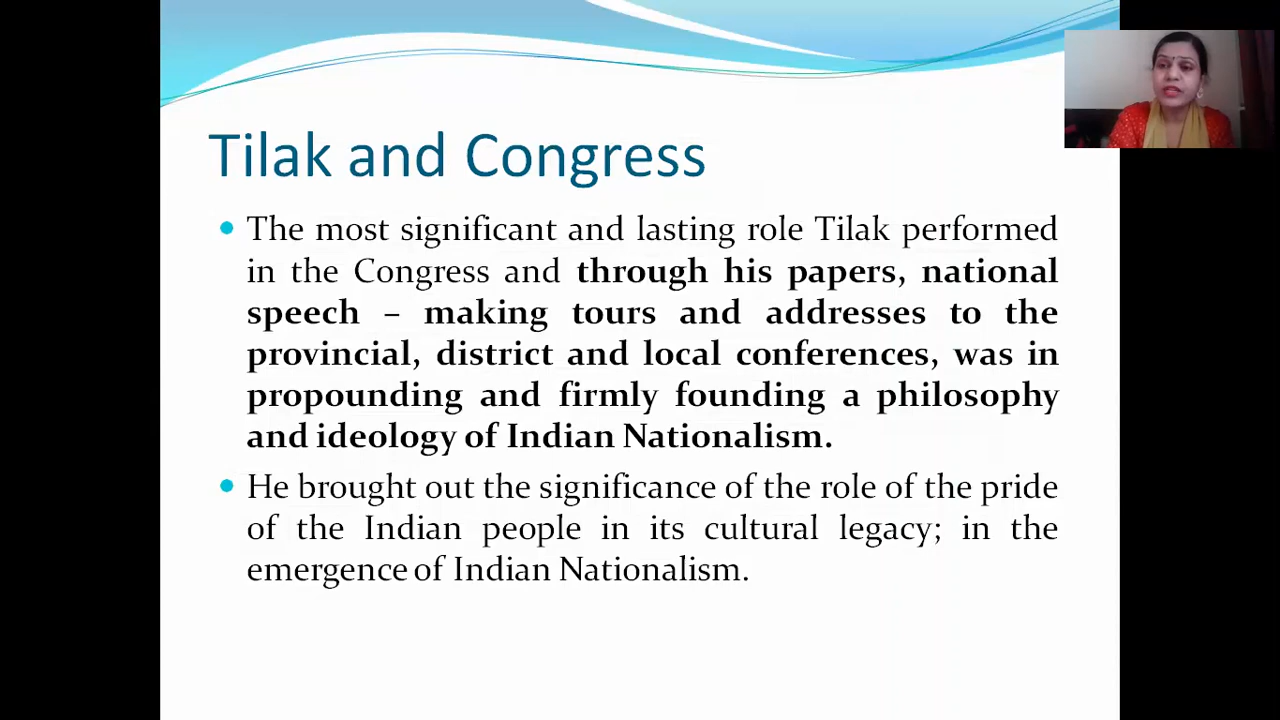 Tilak and Congress
The most significant and lasting role Tilak performed
in the Congress and through his papers, national
speech – making tours and addresses to the
provincial, district and local conferences, was in
propounding and firmly founding a philosophy
and ideology of Indian Nationalism.
He brought out the significance of the role of the pride
of the Indian people in its cultural legacy; in the
emergence of Indian Nationalism.